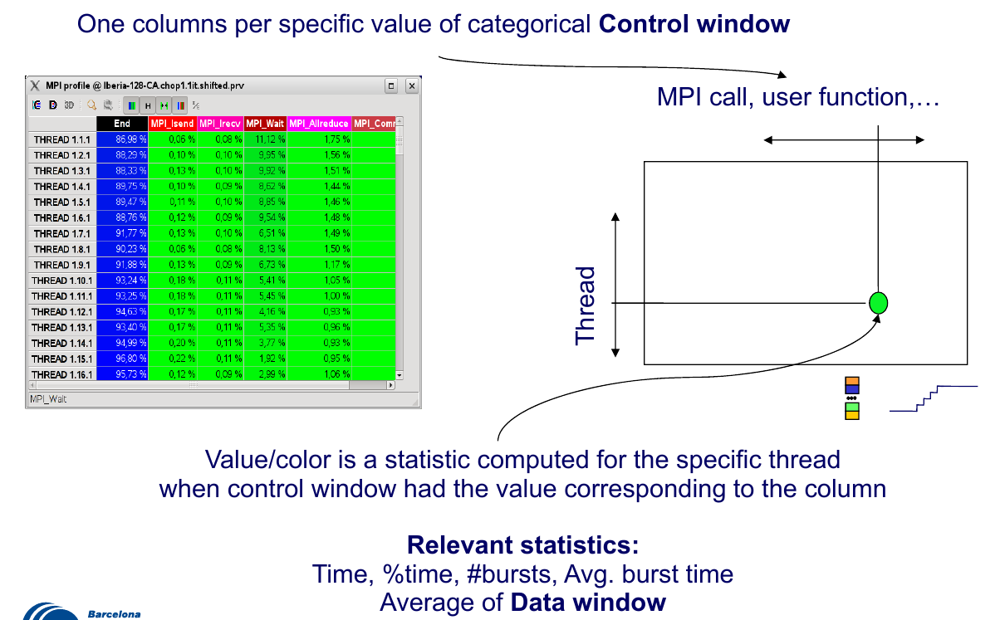 One columns per specific value of categorical Control window
MPI call, user function,…
MPI profile @ Iberia-128-CA.chop1.1it.shifted.prv
3D H ½
End MPI_Isend MPI_Irecv MPI_Wait MPI_Allreduce MPI_Comm
THREAD 1.1.1 86,98 % 0,06 % 0,08 % 11,12 % 1,75 %
THREAD 1.2.1 88,29 % 0,10 % 0,10 % 9,95 % 1,56 %
THREAD 1.3.1 88,33 % 0,13 % 0,10 % 9,92 % 1,51 %
THREAD 1.4.1 89,75 % 0,10 % 0,09 % 8,62 % 1,44 %
THREAD 1.5.1 89,47 % 0,11 % 0,10 % 8,85 % 1,46 %
THREAD 1.6.1 88,76 % 0,12 % 0,09 % 9,54 % 1,48 %
THREAD 1.7.1 91,77 % 0,13 % 0,10 % 6,51 % 1,49 %
THREAD 1.8.1 90,23 % 0,06 % 0,08 % 8,13 % 1,50 %
THREAD 1.9.1 91,88 % 0,13 % 0,09 % 6,73 % 1,17 %
THREAD 1.10.1 93,24 % 0,18 % 0,11 % 5,41 % 1,05 %
THREAD 1.11.1 93,25 % 0,18 % 0,11 % 5,45 % 1,00 %
THREAD 1.12.1 94,63 % 0,17 % 0,11 % 4,16 % 0,93 %
THREAD 1.13.1 93,40 % 0,17 % 0,11 % 5,35 % 0,96 %
THREAD 1.14.1 94,99 % 0,20 % 0,11 % 3,77 % 0,93 %
THREAD 1.15.1 96,80 % 0,22 % 0,11 % 1,92 % 0,95 %
THREAD 1.16.1 95,73 % 0,12 % 0,09 % 2,99 % 1,06 %
MPI_Wait
Thread
Value/color is a statistic computed for the specific thread
when control window had the value corresponding to the column
Relevant statistics:
Time, %time, #bursts, Avg. burst time
Average of Data window
Barcelona